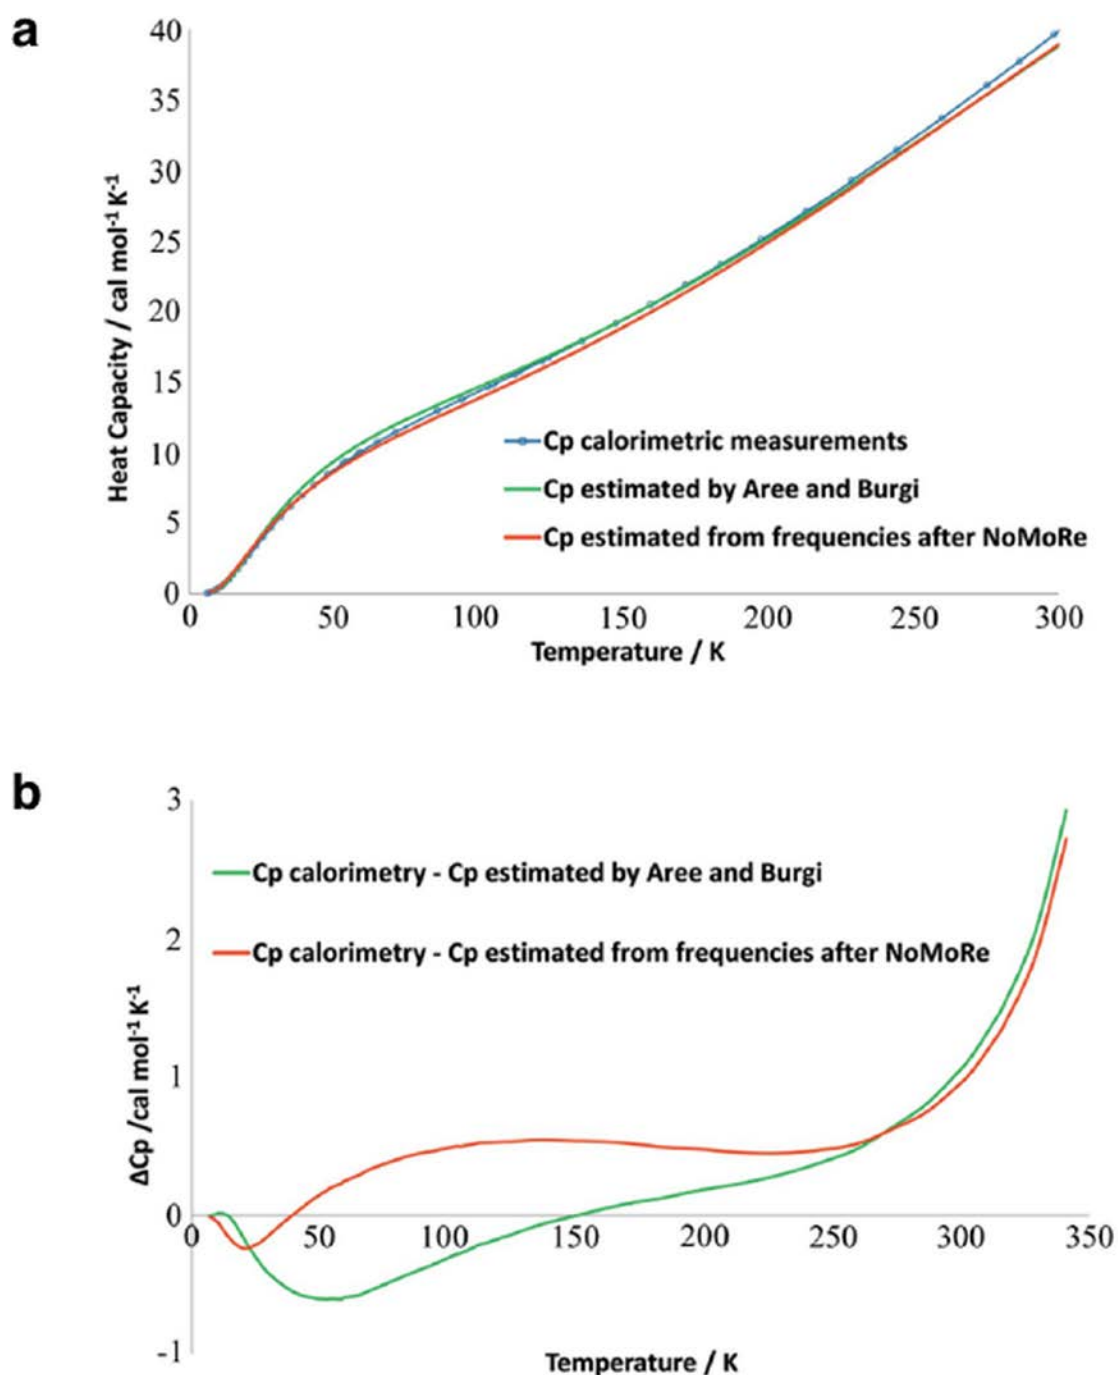 a
40
35
30
25
20
15
10
5
0
Heat Capacity / cal mol⁻¹ K⁻¹
Cp calorimetric measurements
Cp estimated by Aree and Burgi
Cp estimated from frequencies after NoMoRe
0 50 100 150 200 250 300
Temperature / K
b
3
2
1
0
-1
ΔCp /cal mol⁻¹ K⁻¹
Cp calorimetry - Cp estimated by Aree and Burgi
Cp calorimetry - Cp estimated from frequencies after NoMoRe
0 50 100 150 200 250 300 350
Temperature / K